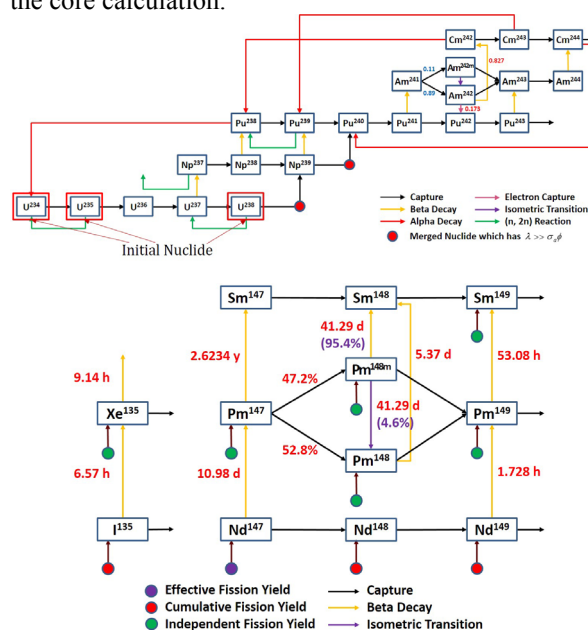 the core calculation.
Cm242 Cm243 Cm244
0.827
0.11 Am242m
Am241 Am243 Am244
0.89 Am242
0.173
Pu238 Pu239 Pu240 Pu241 Pu242 Pu243
Np237 Np238 Np239
U234 U235 U236 U237 U238
Initial Nuclide
Capture Electron Capture
Beta Decay Isometric Transition
Alpha Decay (n, 2n) Reaction
Merged Nuclide which has λ >> σaϕ
Sm147 Sm148 Sm149
41.29 d
(95.4%)
2.6234 y 5.37 d 53.08 h
9.14 h 47.2% Pm148m
Xe135 Pm147 41.29 d Pm149
(4.6%)
6.57 h 52.8%
Pm148
10.98 d 1.728 h
I135 Nd147 Nd148 Nd149
Effective Fission Yield Capture
Cumulative Fission Yield Beta Decay
Independent Fission Yield Isometric Transition